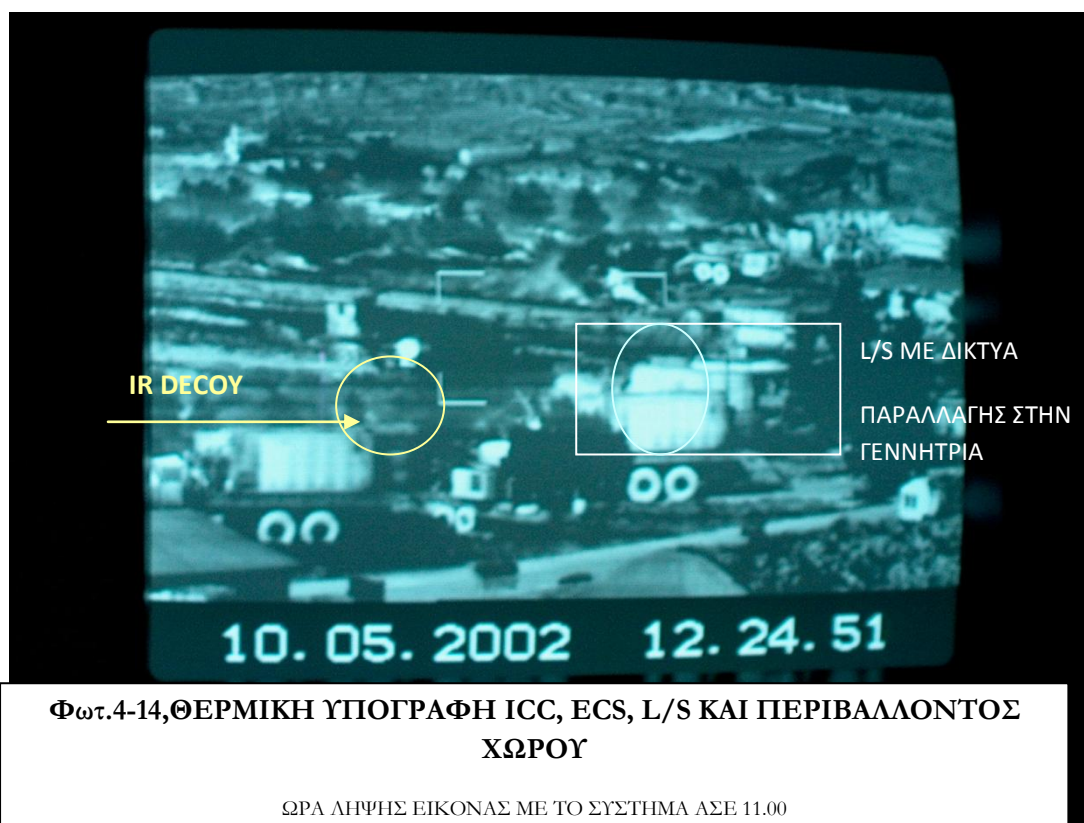 IR DECOY
L/S ΜΕ ΔΙΚΤΥΑ
ΠΑΡΑΛΛΑΓΗΣ ΣΤΗΝ
ΓΕΝΝΗΤΡΙΑ
10. 05. 2002 12. 24. 51
Φωτ.4-14,ΘΕΡΜΙΚΗ ΥΠΟΓΡΑΦΗ ICC, ECS, L/S ΚΑΙ ΠΕΡΙΒΑΛΛΟΝΤΟΣ
ΧΩΡΟΥ
ΩΡΑ ΛΗΨΗΣ ΕΙΚΟΝΑΣ ΜΕ ΤΟ ΣΥΣΤΗΜΑ ΑΣΕ 11.00